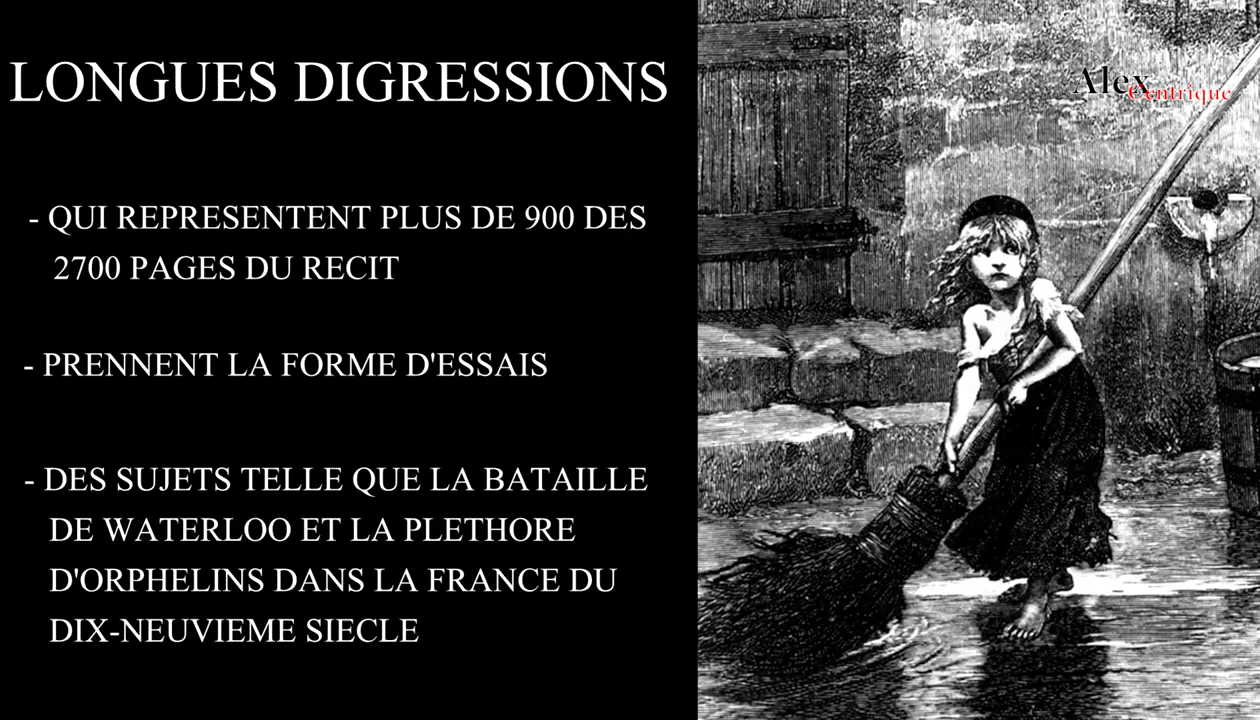 LONGUES DIGRESSIONS
- QUI REPRESENTENT PLUS DE 900 DES
2700 PAGES DU RECIT
- PRENNENT LA FORME D'ESSAIS
- DES SUJETS TELLE QUE LA BATAILLE
DE WATERLOO ET LA PLETHORE
D'ORPHELINS DANS LA FRANCE DU
DIX-NEUVIEME SIECLE
Alex
Centrique